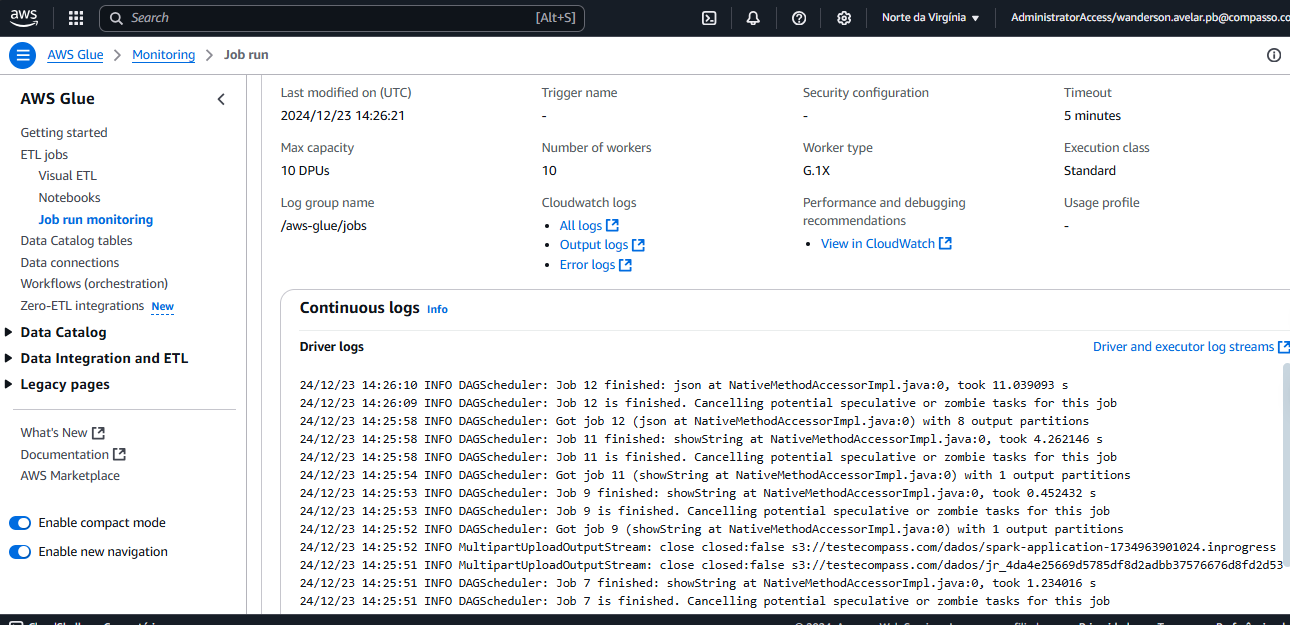 aws
Search
[Alt+S]
Norte da Virgínia
AdministratorAccess/wanderson.avelar.pb@compasso.co
AWS Glue
Monitoring
Job run
AWS Glue
Getting started
ETL jobs
Visual ETL
Notebooks
Job run monitoring
Data Catalog tables
Data connections
Workflows (orchestration)
Zero-ETL integrations New
Data Catalog
Data Integration and ETL
Legacy pages
What's New
Documentation
AWS Marketplace
Enable compact mode
Enable new navigation
Last modified on (UTC)
2024/12/23 14:26:21
Trigger name
-
Security configuration
-
Timeout
5 minutes
Max capacity
10 DPUs
Number of workers
10
Worker type
G.1X
Execution class
Standard
Log group name
/aws-glue/jobs
Cloudwatch logs
All logs
Output logs
Error logs
Performance and debugging
recommendations
View in CloudWatch
Usage profile
-
Continuous logs Info
Driver logs
Driver and executor log streams
24/12/23 14:26:10 INFO DAGScheduler: Job 12 finished: json at NativeMethodAccessorImpl.java:0, took 11.039093 s
24/12/23 14:26:09 INFO DAGScheduler: Job 12 is finished. Cancelling potential speculative or zombie tasks for this job
24/12/23 14:25:58 INFO DAGScheduler: Got job 12 (json at NativeMethodAccessorImpl.java:0) with 8 output partitions
24/12/23 14:25:58 INFO DAGScheduler: Job 11 finished: showString at NativeMethodAccessorImpl.java:0, took 4.262146 s
24/12/23 14:25:58 INFO DAGScheduler: Job 11 is finished. Cancelling potential speculative or zombie tasks for this job
24/12/23 14:25:54 INFO DAGScheduler: Got job 11 (showString at NativeMethodAccessorImpl.java:0) with 1 output partitions
24/12/23 14:25:53 INFO DAGScheduler: Job 9 finished: showString at NativeMethodAccessorImpl.java:0, took 0.452432 s
24/12/23 14:25:53 INFO DAGScheduler: Job 9 is finished. Cancelling potential speculative or zombie tasks for this job
24/12/23 14:25:52 INFO DAGScheduler: Got job 9 (showString at NativeMethodAccessorImpl.java:0) with 1 output partitions
24/12/23 14:25:52 INFO MultipartUploadOutputStream: close closed:false s3://testecompass.com/dados/spark-application-1734963901024.inprogress
24/12/23 14:25:51 INFO MultipartUploadOutputStream: close closed:false s3://testecompass.com/dados/jr_4da4e25669d5785df8d2adbb37576676d8fd2d53
24/12/23 14:25:51 INFO DAGScheduler: Job 7 finished: showString at NativeMethodAccessorImpl.java:0, took 1.234016 s
24/12/23 14:25:51 INFO DAGScheduler: Job 7 is finished. Cancelling potential speculative or zombie tasks for this job